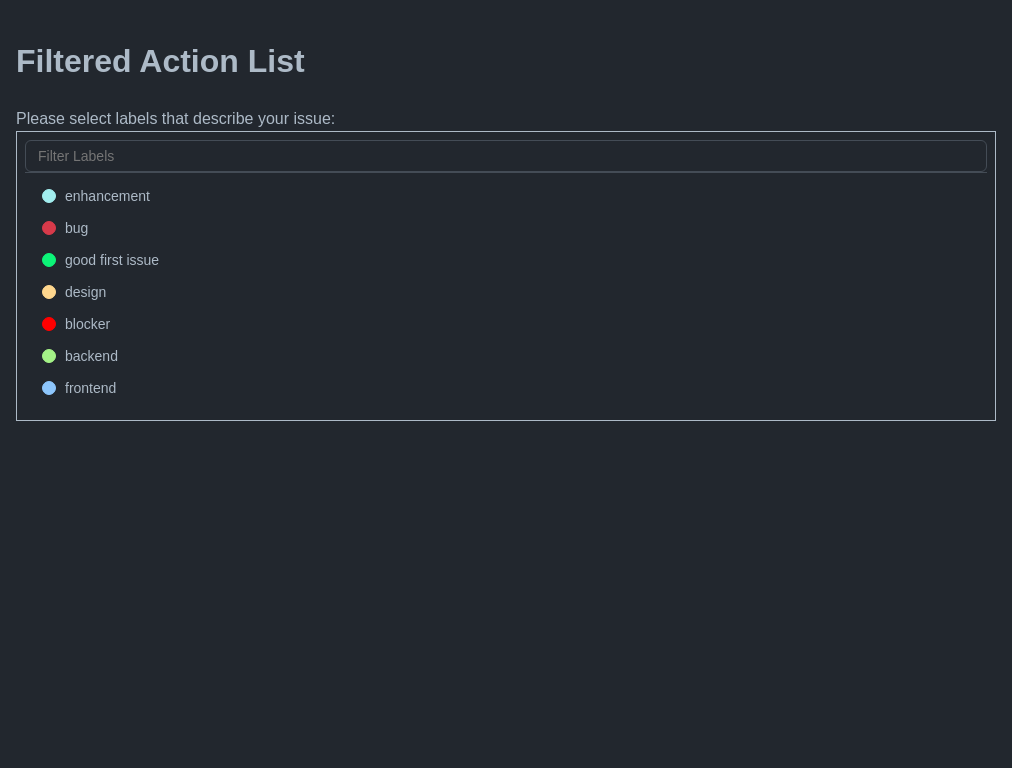 Filtered Action List
Please select labels that describe your issue:
Filter Labels
enhancement
bug
good first issue
design
blocker
backend
frontend